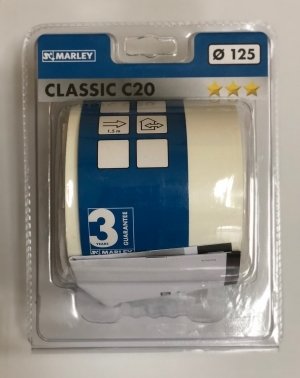 MARLEY
Ø 125
CLASSIC C20
1,5 m
3
YEARS
GUARANTEE
MARLEY